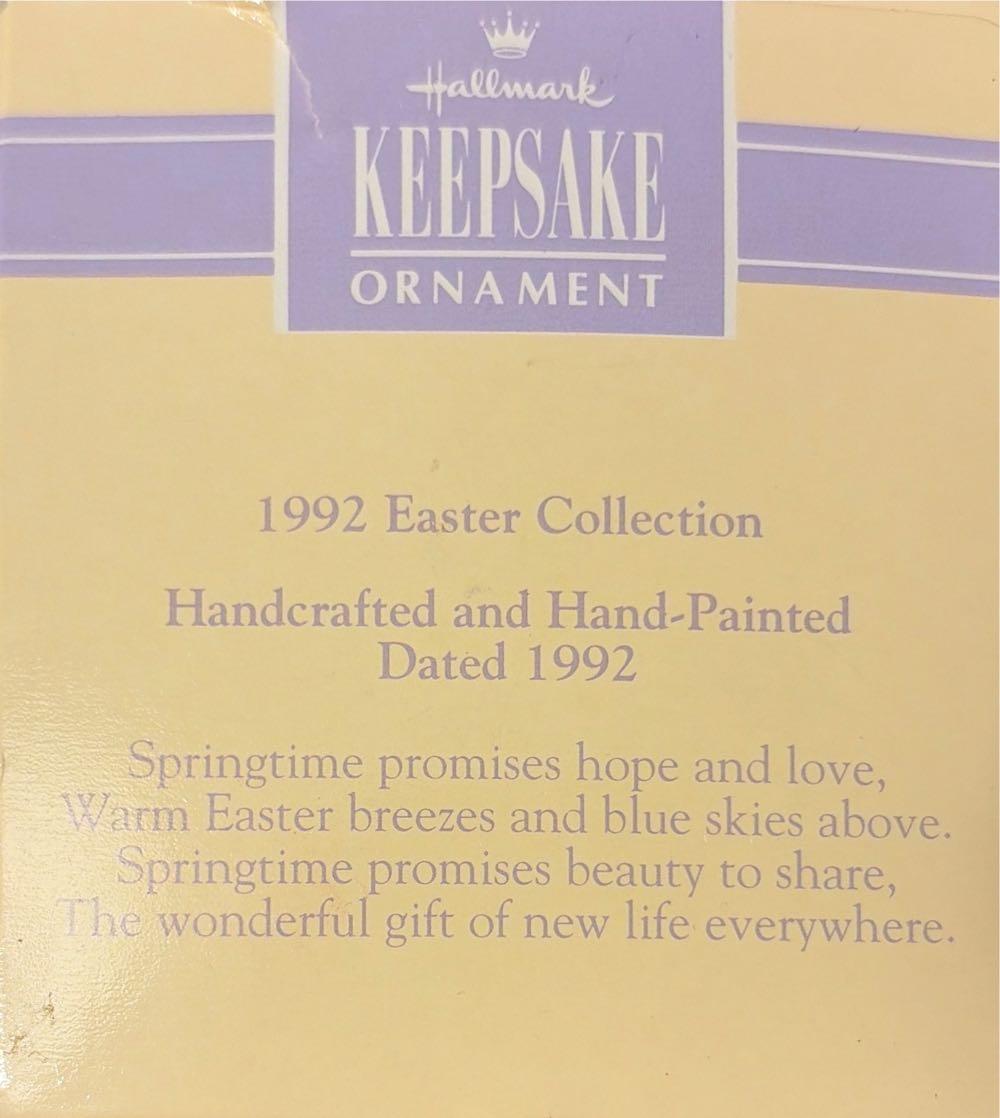 Hallmark
KEEPSAKE
ORNAMENT
1992 Easter Collection
Handcrafted and Hand-Painted
Dated 1992
Springtime promises hope and love,
Warm Easter breezes and blue skies above.
Springtime promises beauty to share,
The wonderful gift of new life everywhere.